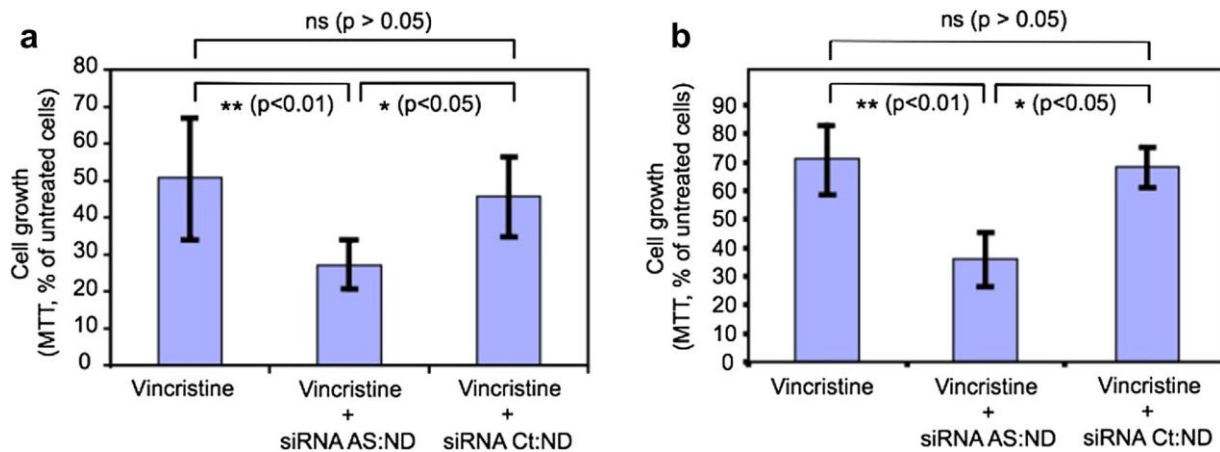 a
ns (p > 0.05)
** (p<0.01)
* (p<0.05)
Cell growth
(MTT, % of untreated cells)
80
70
60
50
40
30
20
10
0
Vincristine
Vincristine
+
siRNA AS:ND
Vincristine
+
siRNA Ct:ND
b
ns (p > 0.05)
** (p<0.01)
* (p<0.05)
Cell growth
(MTT, % of untreated cells)
90
80
70
60
50
40
30
20
10
0
Vincristine
Vincristine
+
siRNA AS:ND
Vincristine
+
siRNA Ct:ND